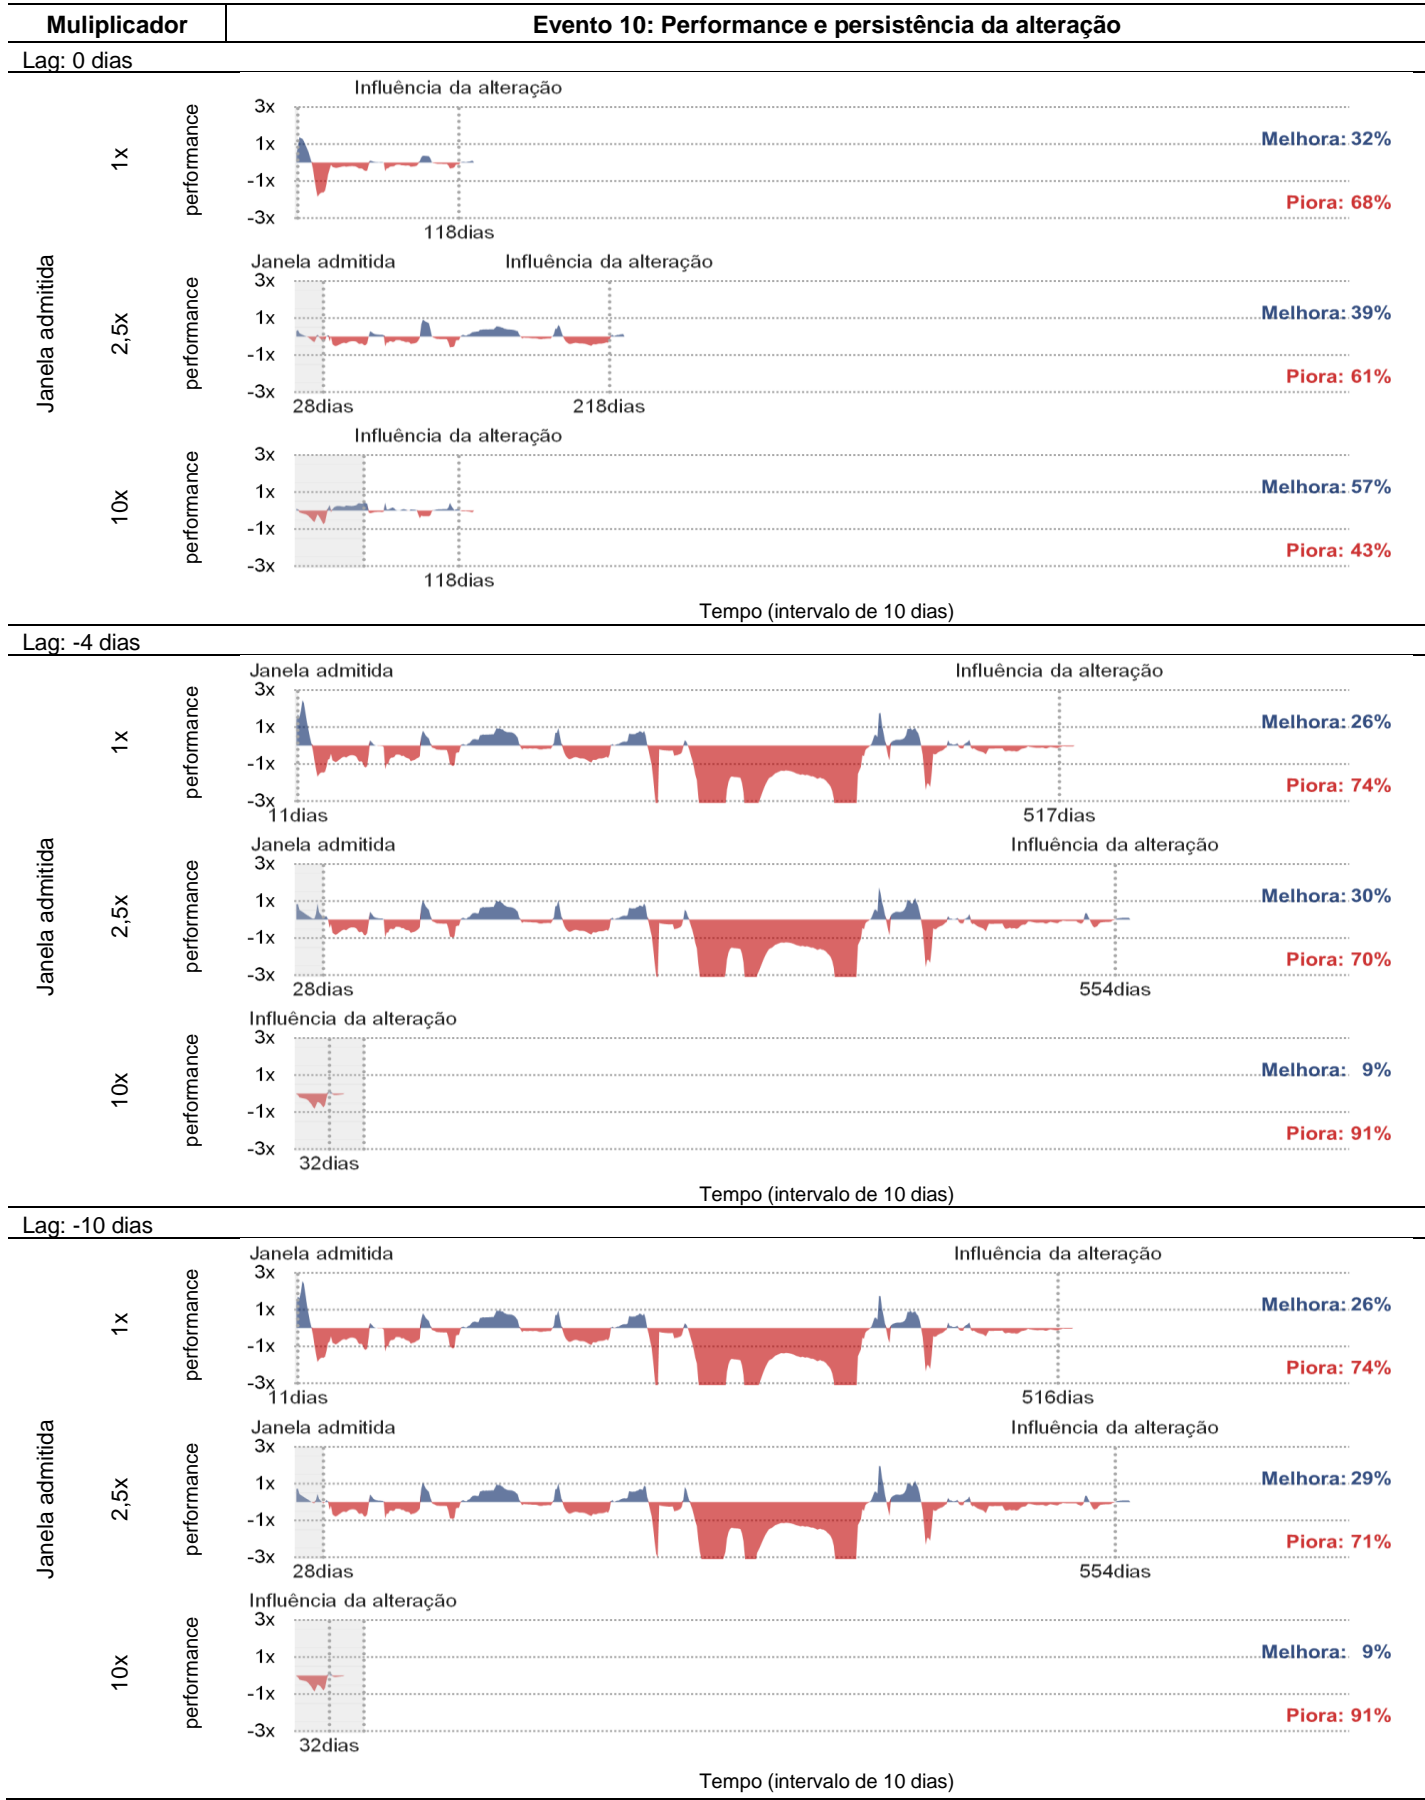 Muliplicador Evento 10: Performance e persistência da alteração
Lag: 0 dias
Janela admitida
1x
performance
Influência da alteração
3x
1x
-1x
-3x
118dias
Melhora: 32%
Piora: 68%
2,5x
performance
Janela admitida Influência da alteração
3x
1x
-1x
-3x
28dias 218dias
Melhora: 39%
Piora: 61%
10x
performance
Influência da alteração
3x
1x
-1x
-3x
118dias
Melhora: 57%
Piora: 43%
Tempo (intervalo de 10 dias)
Lag: -4 dias
Janela admitida
1x
performance
Janela admitida Influência da alteração
3x
1x
-1x
-3x
11dias 517dias
Melhora: 26%
Piora: 74%
2,5x
performance
Janela admitida Influência da alteração
3x
1x
-1x
-3x
28dias 554dias
Melhora: 30%
Piora: 70%
10x
performance
Influência da alteração
3x
1x
-1x
-3x
32dias
Melhora: 9%
Piora: 91%
Tempo (intervalo de 10 dias)
Lag: -10 dias
Janela admitida
1x
performance
Janela admitida Influência da alteração
3x
1x
-1x
-3x
11dias 516dias
Melhora: 26%
Piora: 74%
2,5x
performance
Janela admitida Influência da alteração
3x
1x
-1x
-3x
28dias 554dias
Melhora: 29%
Piora: 71%
10x
performance
Influência da alteração
3x
1x
-1x
-3x
32dias
Melhora: 9%
Piora: 91%
Tempo (intervalo de 10 dias)